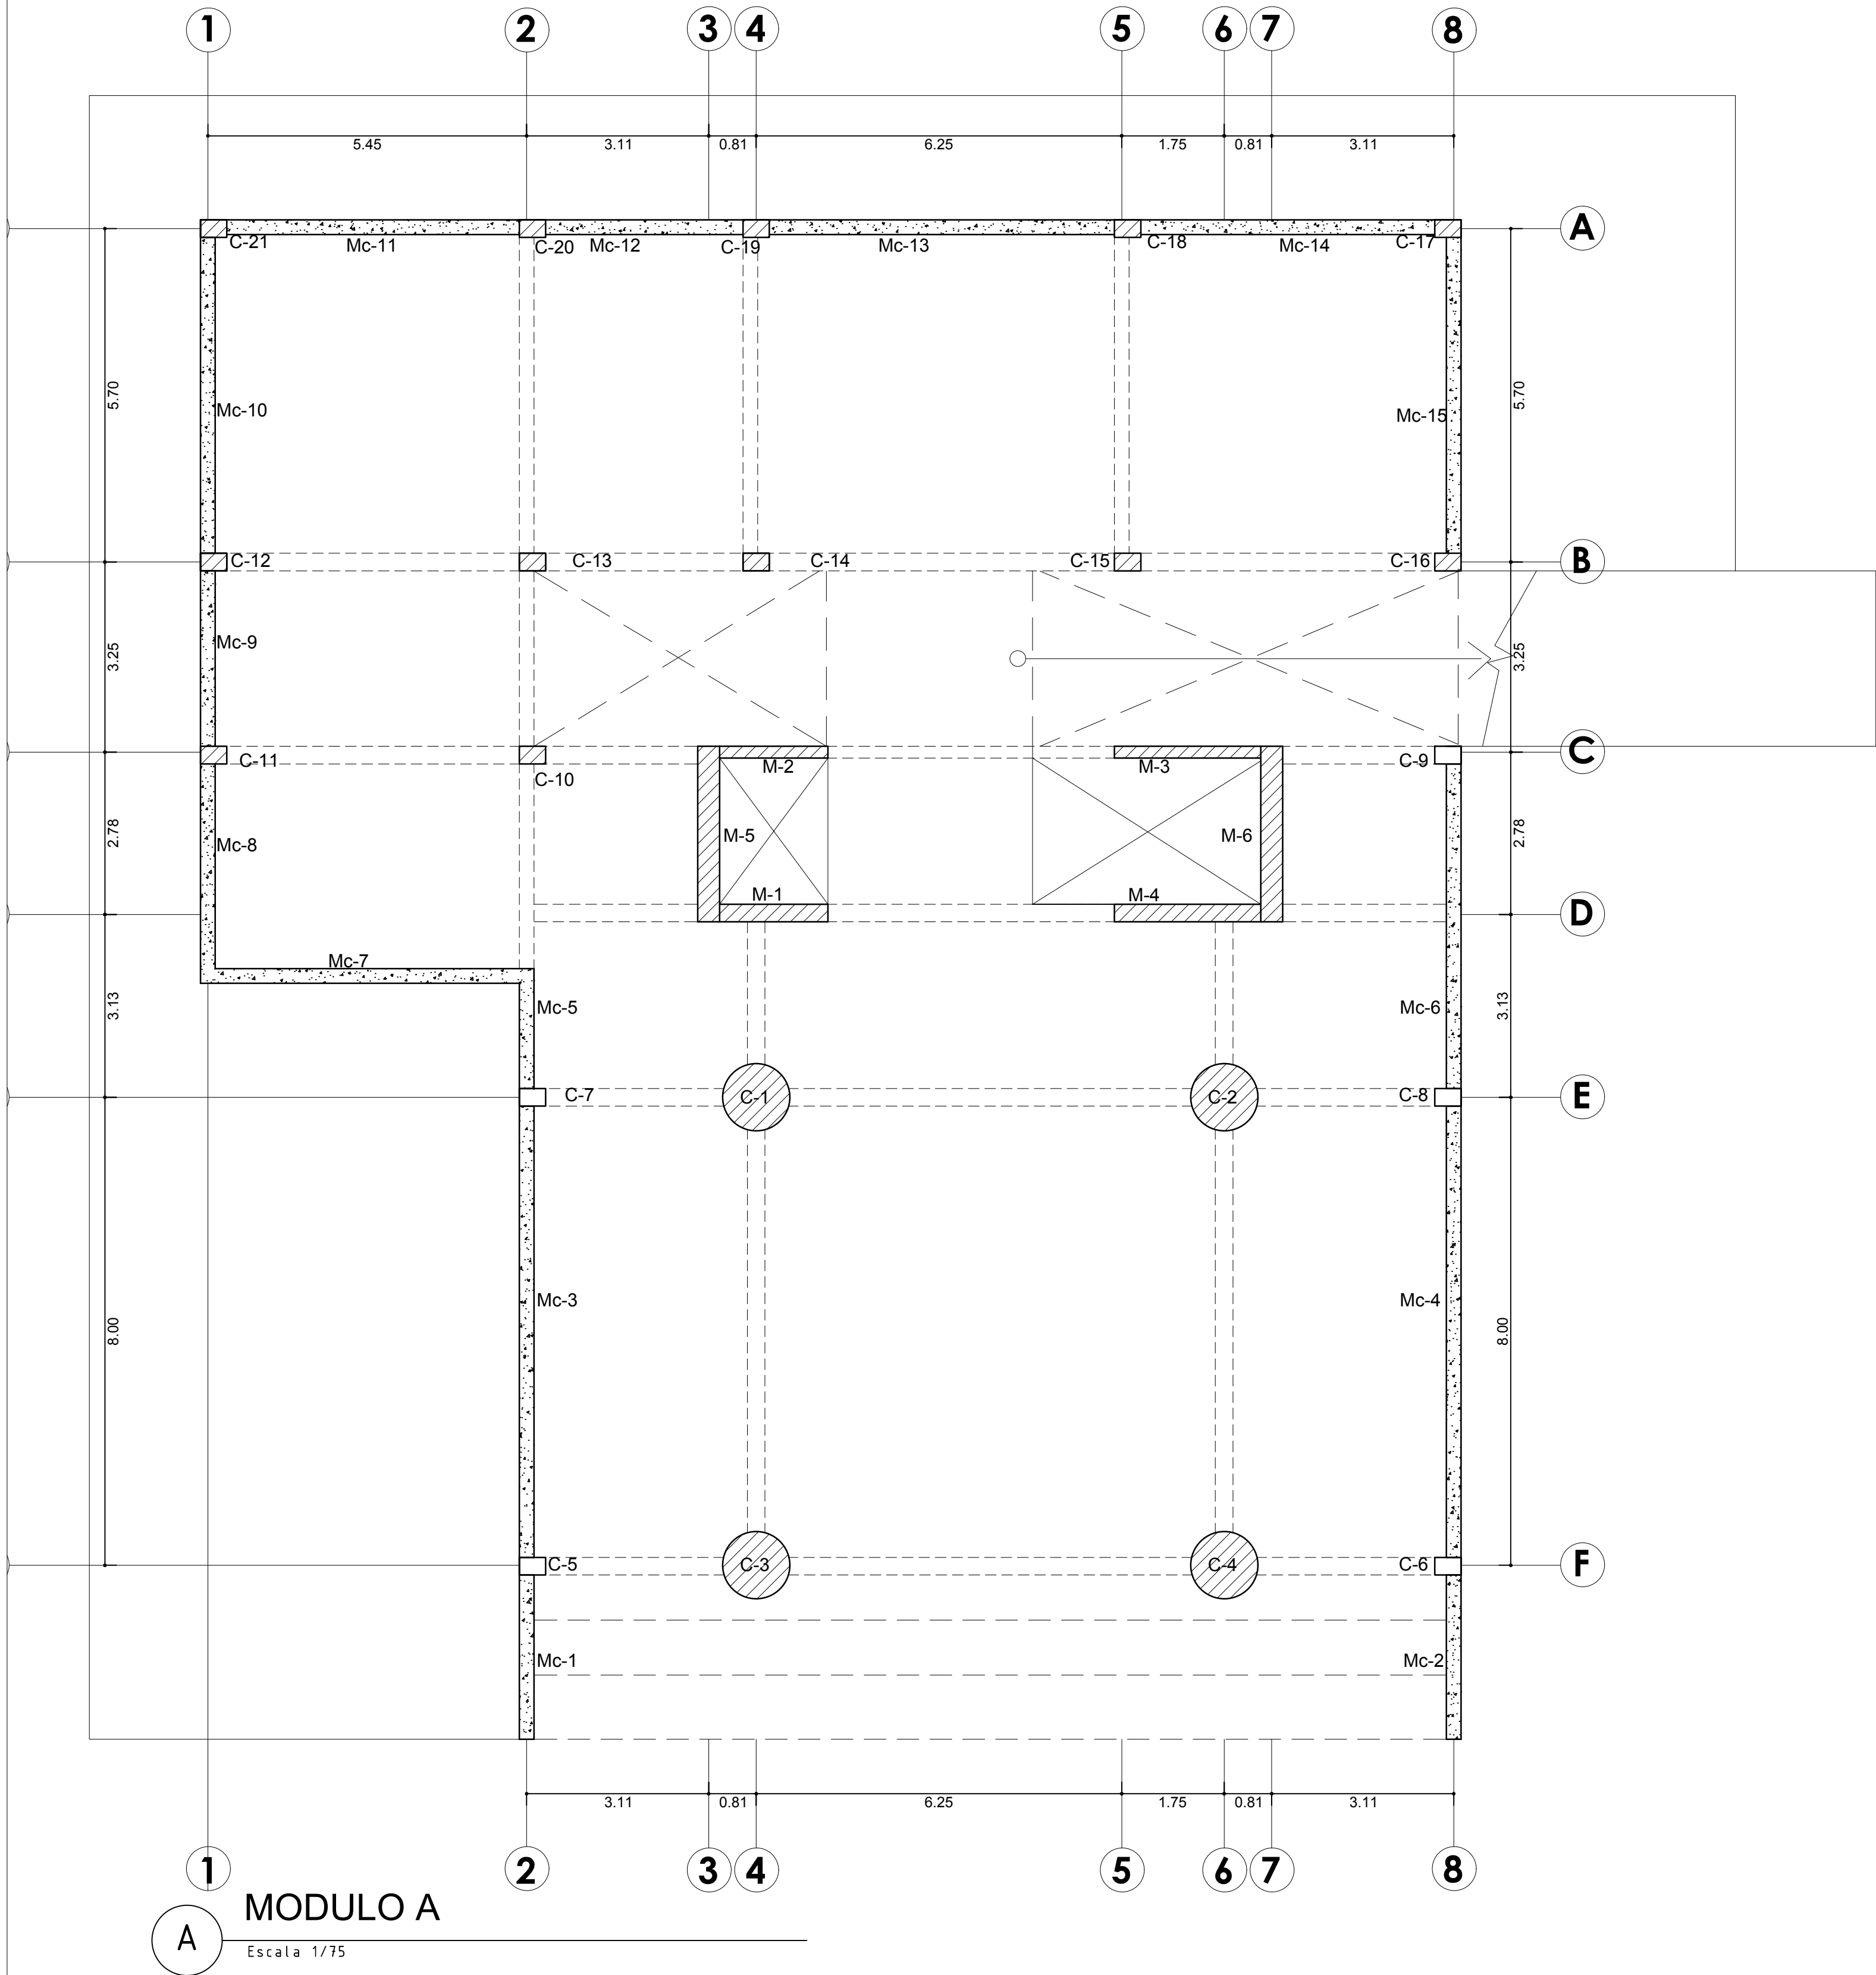 1 2 3 4 5 6 7 8
5.45 3.11 0.81 6.25 1.75 0.81 3.11
A
C-21 Mc-11 C-20 Mc-12 C-19 Mc-13 C-18 Mc-14 C-17
5.70 5.70
Mc-10 Mc-15
C-12 C-13 C-14 C-15 C-16 B
Mc-9
3.25 3.25
C-11 C-10 M-2 M-3 C-9 C
2.78 Mc-8 M-5 M-6 2.78
M-1 M-4
D
Mc-7
3.13 Mc-5 Mc-6 3.13
C-7 C-1 C-2 C-8 E
Mc-3 Mc-4
8.00 8.00
C-5 C-3 C-4 C-6 F
Mc-1 Mc-2
3.11 0.81 6.25 1.75 0.81 3.11
1 2 3 4 5 6 7 8
MODULO A
A
Escala 1/75